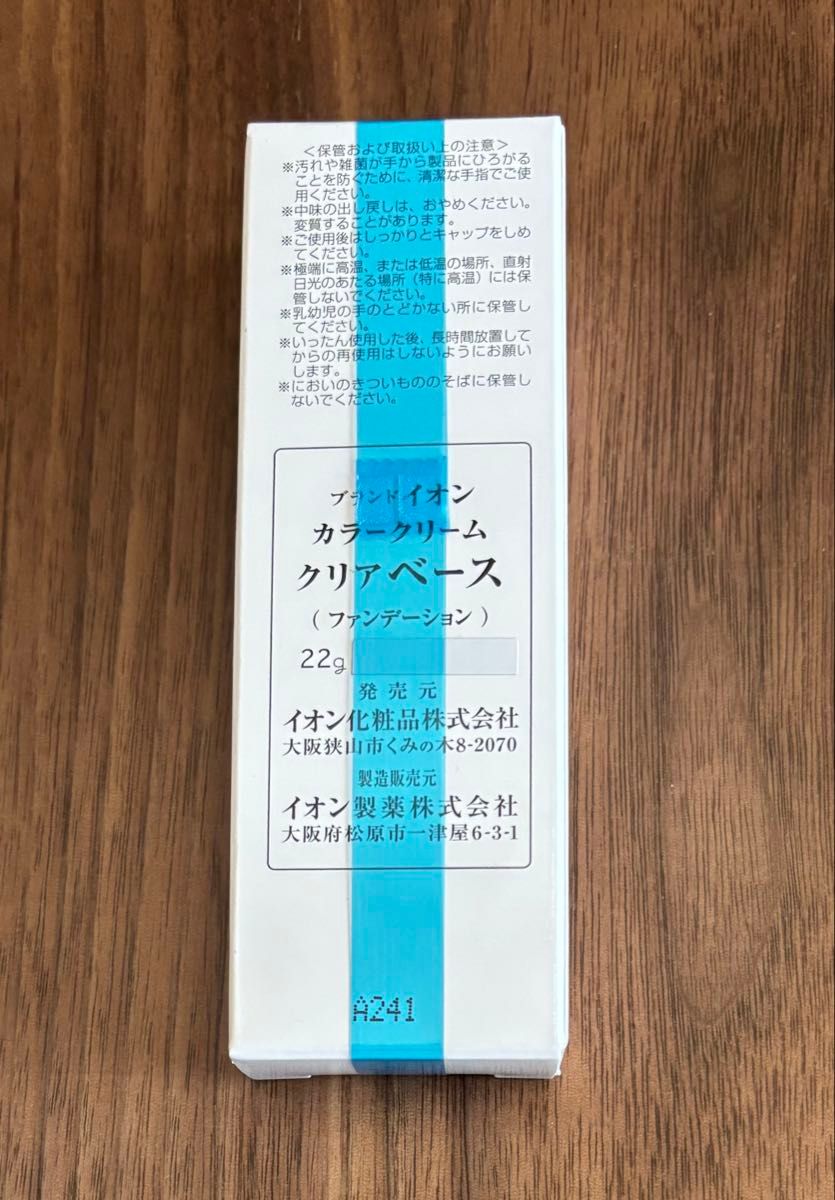 ＜保管および取扱い上の注意＞
※汚れや雑菌が手から製品にひろがる
ことを防ぐために、清潔な手指でご使
用ください。
※中味の出し戻しは、おやめください。
変質することがあります。
※ご使用後はしっかりとキャップをしめ
てください。
※極端に高温、または低温の場所、直射
日光のあたる場所（特に高温）には保
管しないでください。
※乳幼児の手のとどかない所に保管し
てください。
※いったん使用した後、長時間放置して
からの再使用はしないようにお願い
します。
※においのきついもののそばに保管し
ないでください。
ブランドイオン
カラークリーム
クリアベース
（ファンデーション）
22g
発売元
イオン化粧品株式会社
大阪狭山市くみの木8-2070
製造販売元
イオン製薬株式会社
大阪府松原市一津屋6-3-1
A241